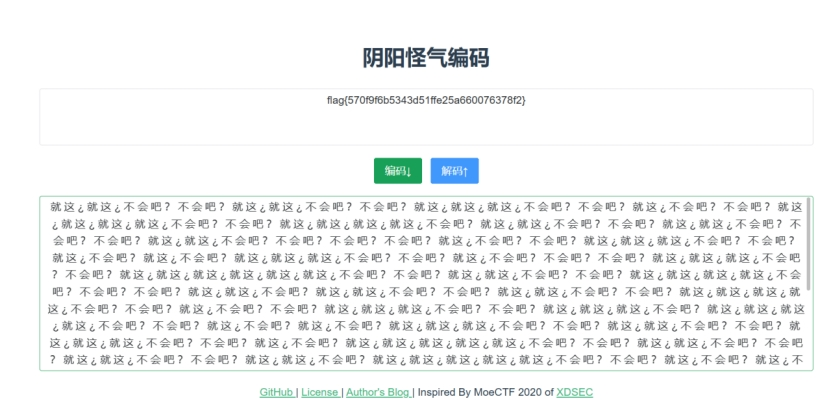 阴阳怪气编码
flag{570f9f6b5343d51ffe25a660076378f2}
编码↓
解码↑
就这¿就这¿不会吧？ 不会吧？ 就这¿就这¿不会吧？ 不会吧？ 就这¿就这¿就这¿不会吧？ 不会吧？ 就这¿不会吧？ 不会吧？ 就这
¿就这¿就这¿就这¿不会吧？ 不会吧？ 就这¿就这¿就这¿就这¿不会吧？ 就这¿就这¿不会吧？ 不会吧？ 就这¿就这¿不会吧？ 不
会吧？ 不会吧？ 就这¿就这¿不会吧？ 不会吧？ 不会吧？ 不会吧？ 就这¿不会吧？ 不会吧？ 就这¿就这¿就这¿不会吧？ 不会吧？
就这¿不会吧？ 就这¿不会吧？ 就这¿就这¿就这¿不会吧？ 不会吧？ 就这¿不会吧？ 不会吧？ 就这¿就这¿就这¿不会吧
？ 不会吧？ 就这¿就这¿就这¿就这¿就这¿就这¿不会吧？ 不会吧？ 就这¿就这¿不会吧？ 不会吧？ 就这¿就这¿就这¿就这¿不会
吧？ 不会吧？ 不会吧？ 就这¿就这¿不会吧？ 就这¿就这¿不会吧？ 不会吧？ 就这¿就这¿不会吧？ 不会吧？ 就这¿就这¿就这¿就
这¿不会吧？ 不会吧？ 就这¿不会吧？ 不会吧？ 就这¿就这¿不会吧？ 不会吧？ 就这¿就这¿就这¿就这¿不会吧？ 就这¿就这¿就这
¿就这¿不会吧？ 不会吧？ 就这¿不会吧？ 就这¿不会吧？ 就这¿就这¿就这¿不会吧？ 不会吧？ 就这¿就这¿不会吧？ 不会吧？ 就
这¿就这¿就这¿不会吧？ 不会吧？ 就这¿不会吧？ 就这¿就这¿就这¿就这¿不会吧？ 不会吧？ 就这¿就这¿不会吧？ 不会吧
？ 就这¿就这¿不会吧？ 不会吧？ 就这¿就这¿不会吧？ 就这¿就这¿就这¿就这¿就这¿不会吧？ 不会吧？ 就这¿不会吧？ 就这¿不
GitHub | License | Author's Blog | Inspired By MoeCTF 2020 of XDSEC